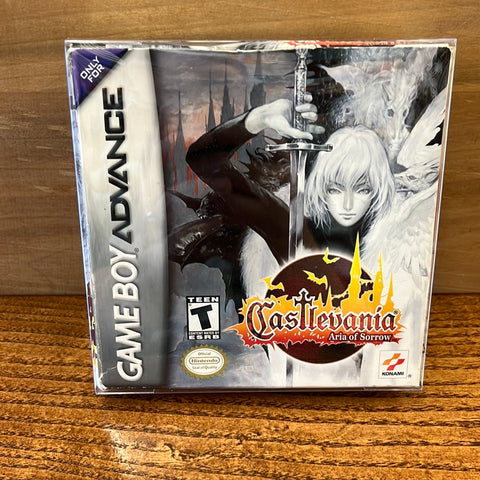 ONLY
FOR
GAME BOY ADVANCE
TEEN
T
CONTENT RATED BY
ESRB
Official
Nintendo
Seal of Quality
Castlevania
Aria of Sorrow
KONAMI